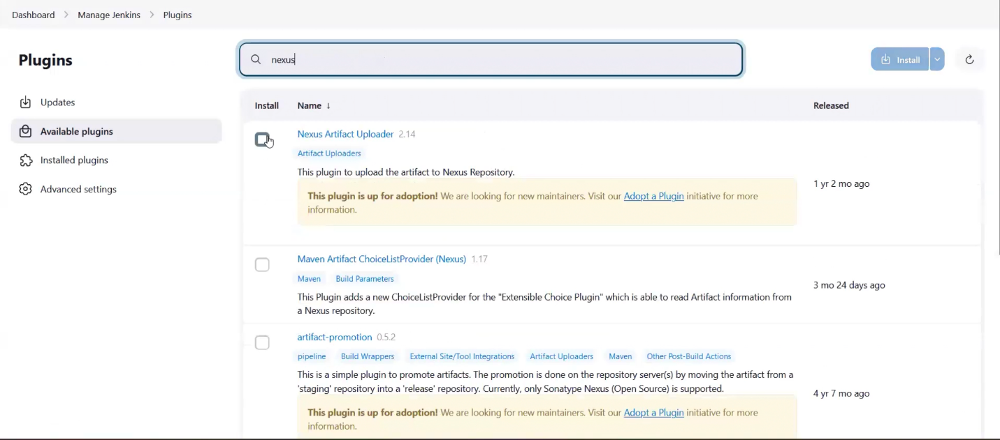 Dashboard > Manage Jenkins > Plugins
Plugins
nexus
Install
Updates
Available plugins
Installed plugins
Advanced settings
Install Name ↓ Released
Nexus Artifact Uploader 2.14
Artifact Uploaders
This plugin to upload the artifact to Nexus Repository.
This plugin is up for adoption! We are looking for new maintainers. Visit our Adopt a Plugin initiative for more
information.
1 yr 2 mo ago
Maven Artifact ChoiceListProvider (Nexus) 1.17
Maven Build Parameters
This Plugin adds a new ChoiceListProvider for the "Extensible Choice Plugin" which is able to read Artifact information from
a Nexus repository.
3 mo 24 days ago
artifact-promotion 0.5.2
pipeline Build Wrappers External Site/Tool Integrations Artifact Uploaders Maven Other Post-Build Actions
This is a simple plugin to promote artifacts. The promotion is done on the repository server(s) by moving the artifact from a
'staging' repository into a 'release' repository. Currently, only Sonatype Nexus (Open Source) is supported.
4 yr 7 mo ago
This plugin is up for adoption! We are looking for new maintainers. Visit our Adopt a Plugin initiative for more
information.